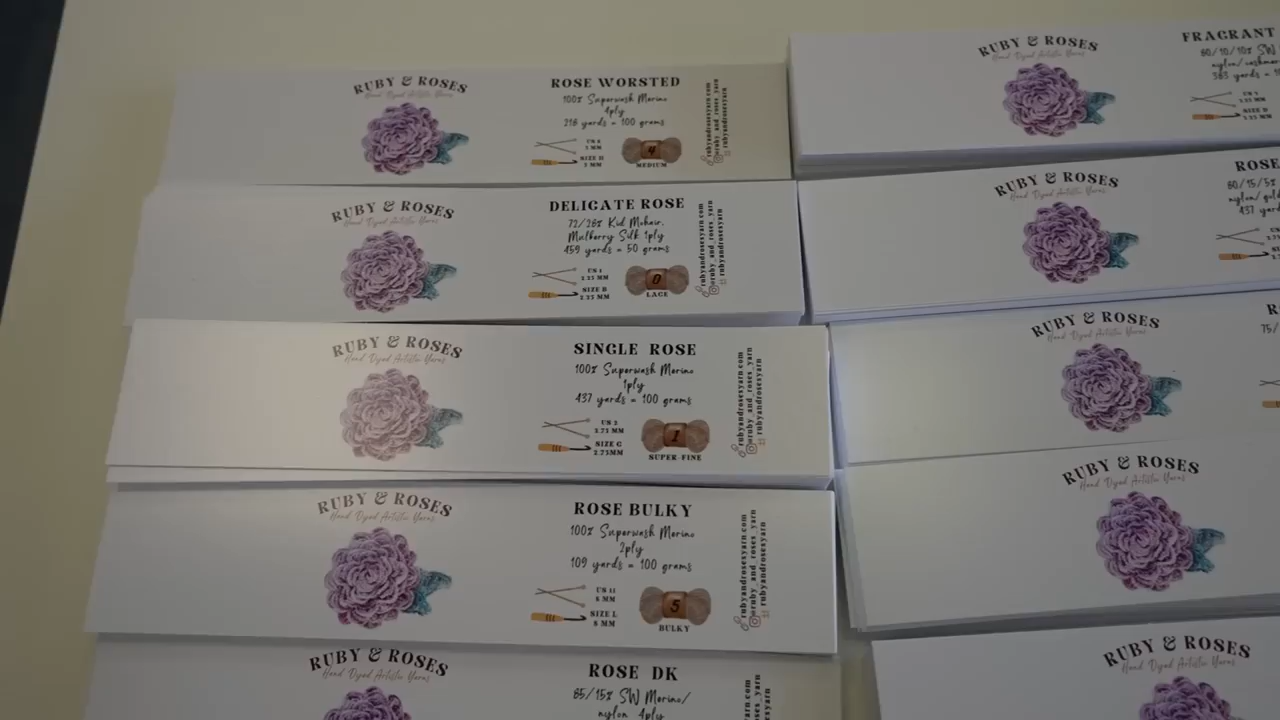 RUBY & ROSES
Hand Dyed Artistic Yarns
ROSE WORSTED
100% Superwash Merino
4ply
218 yards = 100 grams
US 8
5 MM
SIZE H
5 MM
4
MEDIUM
rubyandrosesyarn.com
@ruby_and_roses_yarn
rubyandrosesyarn
RUBY & ROSES
Hand Dyed Artistic Yarns
DELICATE ROSE
72/28% Kid Mohair,
Mulberry Silk 1ply
459 yards = 50 grams
US 1
2.25 MM
SIZE B
2.25 MM
0
LACE
rubyandrosesyarn.com
@ruby_and_roses_yarn
rubyandrosesyarn
RUBY & ROSES
Hand Dyed Artistic Yarns
SINGLE ROSE
100% Superwash Merino
1ply
437 yards = 100 grams
US 2
2.75 MM
SIZE C
2.75MM
1
SUPER-FINE
rubyandrosesyarn.com
@ruby_and_roses_yarn
rubyandrosesyarn
RUBY & ROSES
Hand Dyed Artistic Yarns
ROSE BULKY
100% Superwash Merino
2ply
109 yards = 100 grams
US 11
8 MM
SIZE L
8 MM
5
BULKY
rubyandrosesyarn.com
@ruby_and_roses_yarn
rubyandrosesyarn
RUBY & ROSES
Hand Dyed Artistic Yarns
ROSE DK
85/15% SW Merino/
nylon 4ply
RUBY & ROSES
Hand Dyed Artistic Yarns
FRAGRANT
80/10/10% SW
383 yards =
RUBY & ROSES
Hand Dyed Artistic Yarns
ROSE
nylon/
437 yards
RUBY & ROSES
Hand Dyed Artistic Yarns
75/
RUBY & ROSES
Hand Dyed Artistic Yarns
RUBY & ROSES
Hand Dyed Artistic Yarns